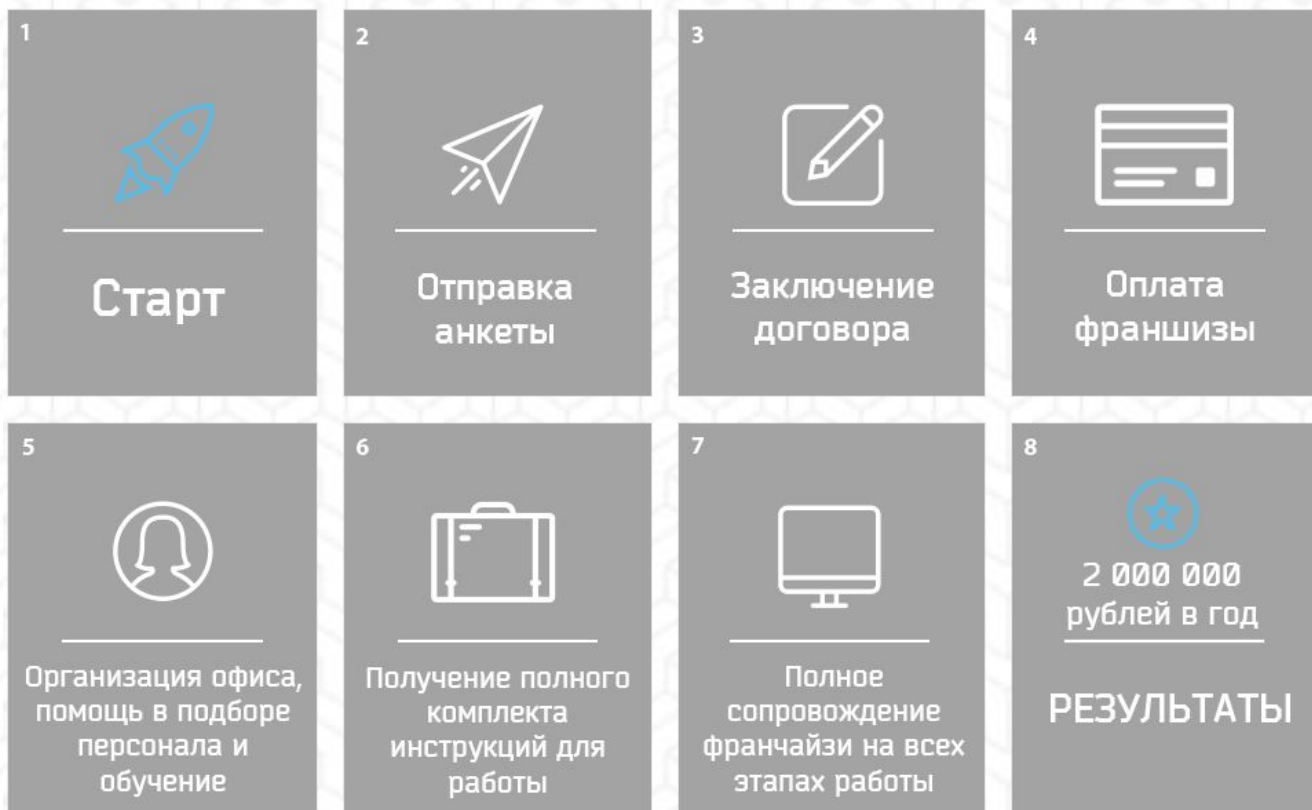 1
Старт
2
Отправка
анкеты
3
Заключение
договора
4
Оплата
франшизы
5
Организация офиса,
помощь в подборе
персонала и
обучение
6
Получение полного
комплекта
инструкций для
работы
7
Полное
сопровождение
франчайзи на всех
этапах работы
8
2 000 000
рублей в год
РЕЗУЛЬТАТЫ